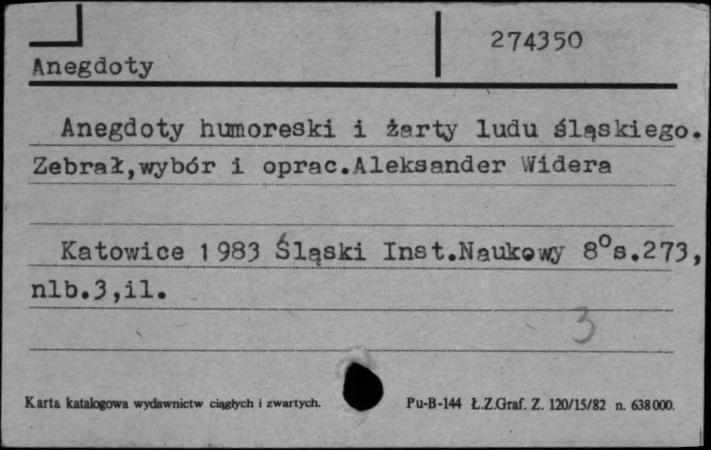 274350
Anegdoty
Anegdoty humoreski i żarty ludu śląskiego.
Zebrał,wybór i oprac.Aleksander Widera
Katowice 1983 Śląski Inst.Naukowy 8°s.273,
nlb.3,il.
3
Karta katalogowa wydawnictw ciągłych i zwartych. Pu-B-144 Ł.Z.Graf. Z. 120/15/82 n. 638000.